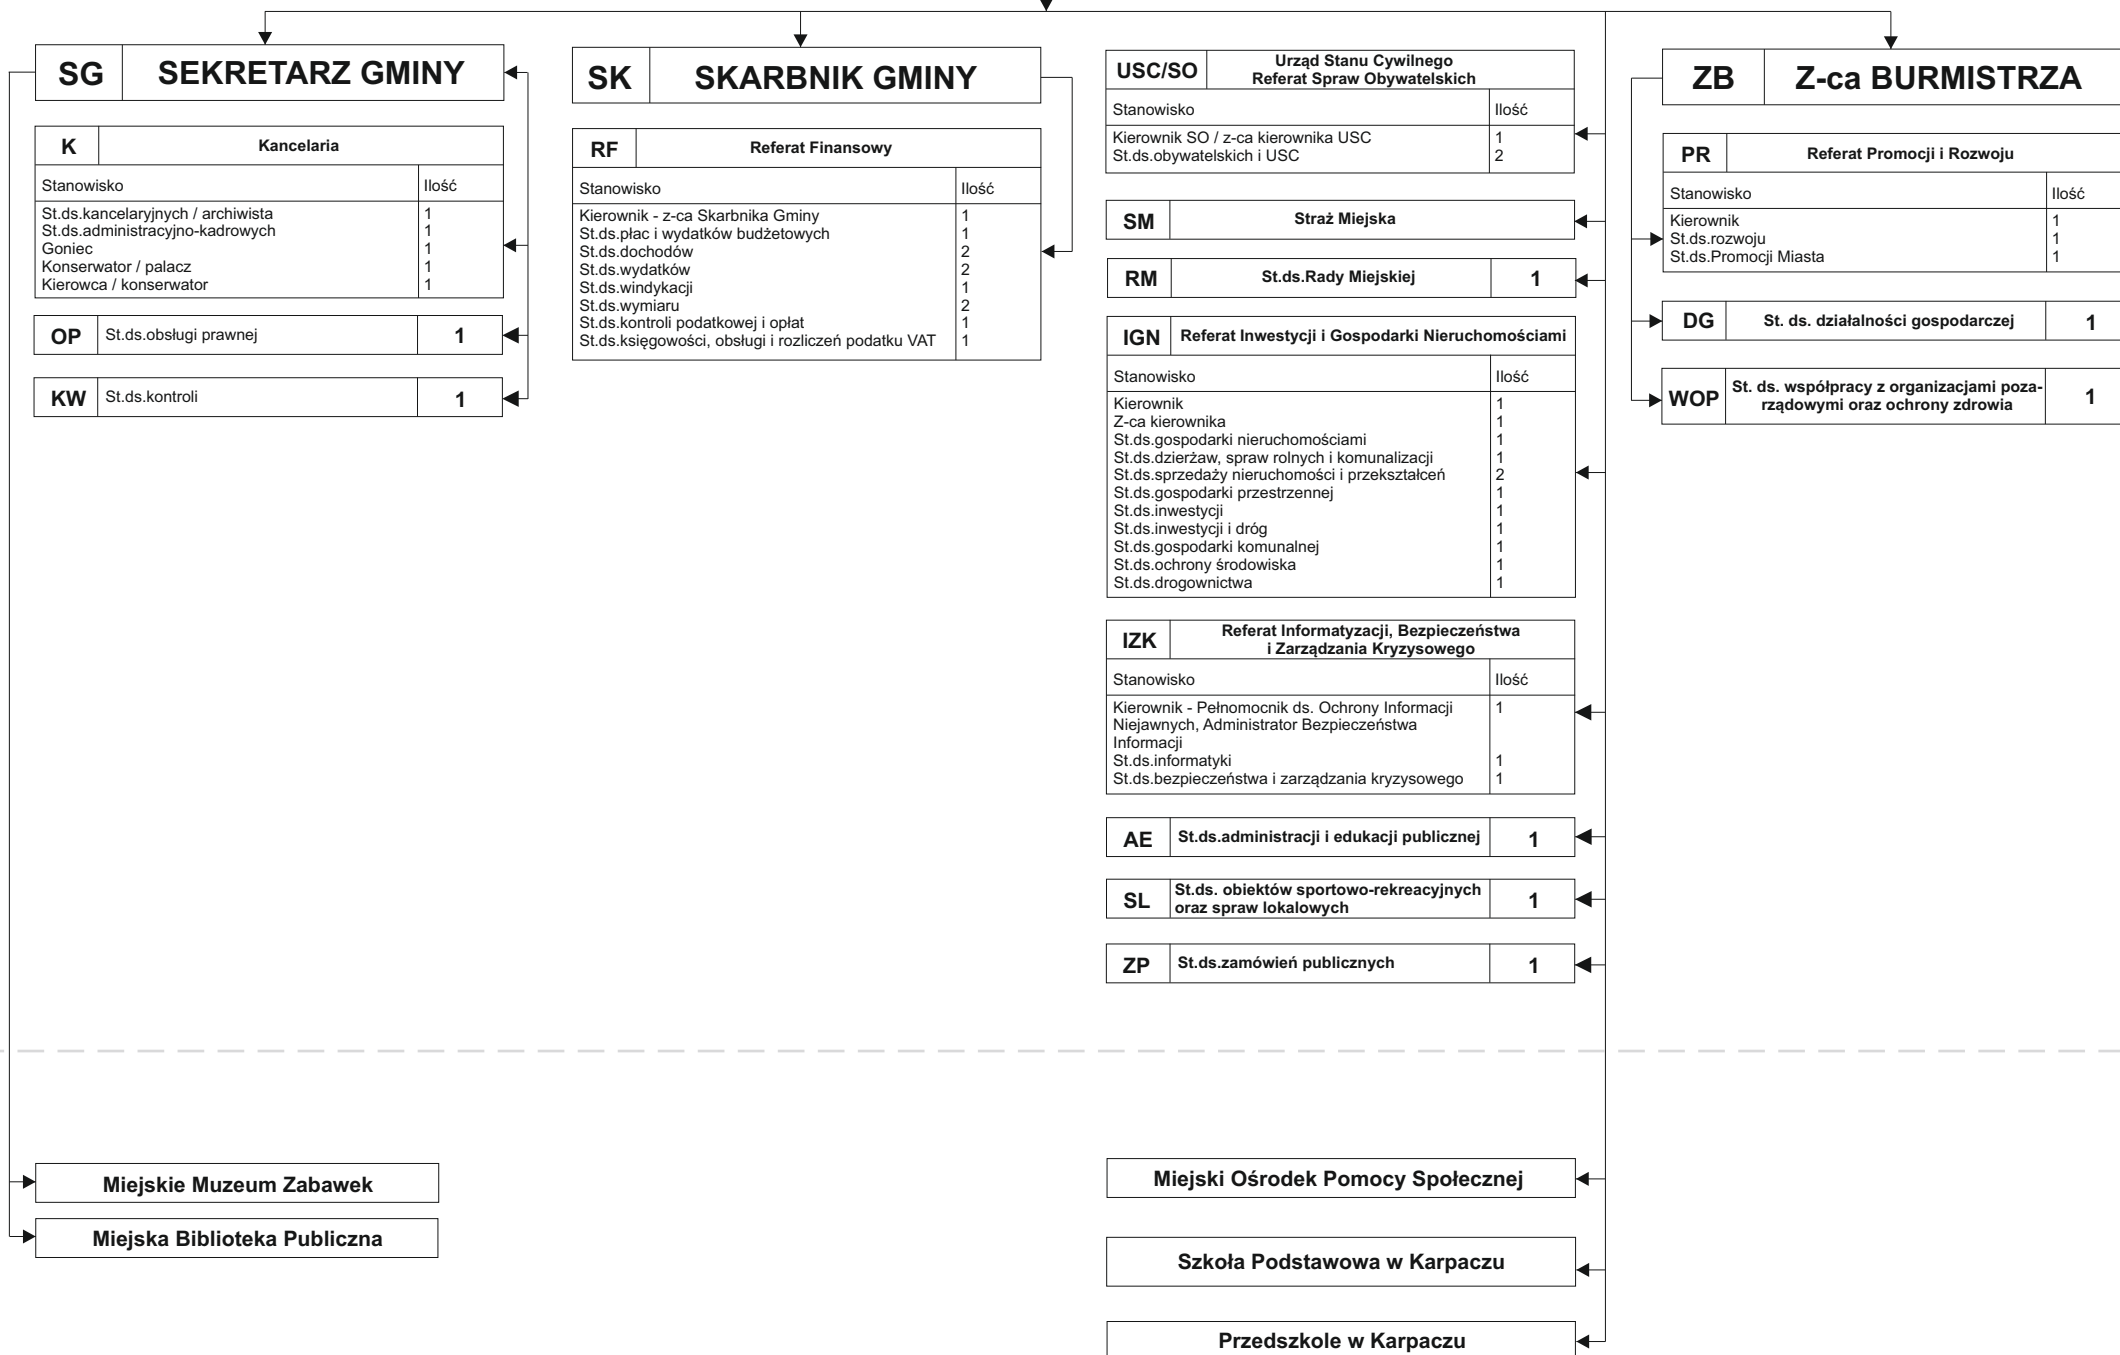 SG SEKRETARZ GMINY
K Kancelaria
Stanowisko Ilość
St.ds.kancelaryjnych / archiwista 1
St.ds.administracyjno-kadrowych 1
Goniec 1
Konserwator / palacz 1
Kierowca / konserwator 1
OP St.ds.obsługi prawnej 1
KW St.ds.kontroli 1
SK SKARBNIK GMINY
RF Referat Finansowy
Stanowisko Ilość
Kierownik - z-ca Skarbnika Gminy 1
St.ds.płac i wydatków budżetowych 1
St.ds.dochodów 2
St.ds.wydatków 2
St.ds.windykacji 1
St.ds.wymiaru 2
St.ds.kontroli podatkowej i opłat 1
St.ds.księgowości, obsługi i rozliczeń podatku VAT 1
USC/SO Urząd Stanu Cywilnego
Referat Spraw Obywatelskich
Stanowisko Ilość
Kierownik SO / z-ca kierownika USC 1
St.ds.obywatelskich i USC 2
SM Straż Miejska
RM St.ds.Rady Miejskiej 1
IGN Referat Inwestycji i Gospodarki Nieruchomościami
Stanowisko Ilość
Kierownik 1
Z-ca kierownika 1
St.ds.gospodarki nieruchomościami 1
St.ds.dzierżaw, spraw rolnych i komunalizacji 1
St.ds.sprzedaży nieruchomości i przekształceń 2
St.ds.gospodarki przestrzennej 1
St.ds.inwestycji 1
St.ds.inwestycji i dróg 1
St.ds.gospodarki komunalnej 1
St.ds.ochrony środowiska 1
St.ds.drogownictwa 1
IZK Referat Informatyzacji, Bezpieczeństwa
i Zarządzania Kryzysowego
Stanowisko Ilość
Kierownik - Pełnomocnik ds. Ochrony Informacji 1
Niejawnych, Administrator Bezpieczeństwa
Informacji
St.ds.informatyki 1
St.ds.bezpieczeństwa i zarządzania kryzysowego 1
AE St.ds.administracji i edukacji publicznej 1
SL St.ds. obiektów sportowo-rekreacyjnych
oraz spraw lokalowych 1
ZP St.ds.zamówień publicznych 1
ZB Z-ca BURMISTRZA
PR Referat Promocji i Rozwoju
Stanowisko Ilość
Kierownik 1
St.ds.rozwoju 1
St.ds.Promocji Miasta 1
DG St. ds. działalności gospodarczej 1
WOP St. ds. współpracy z organizacjami poza-
rządowymi oraz ochrony zdrowia 1
Miejskie Muzeum Zabawek
Miejska Biblioteka Publiczna
Miejski Ośrodek Pomocy Społecznej
Szkoła Podstawowa w Karpaczu
Przedszkole w Karpaczu